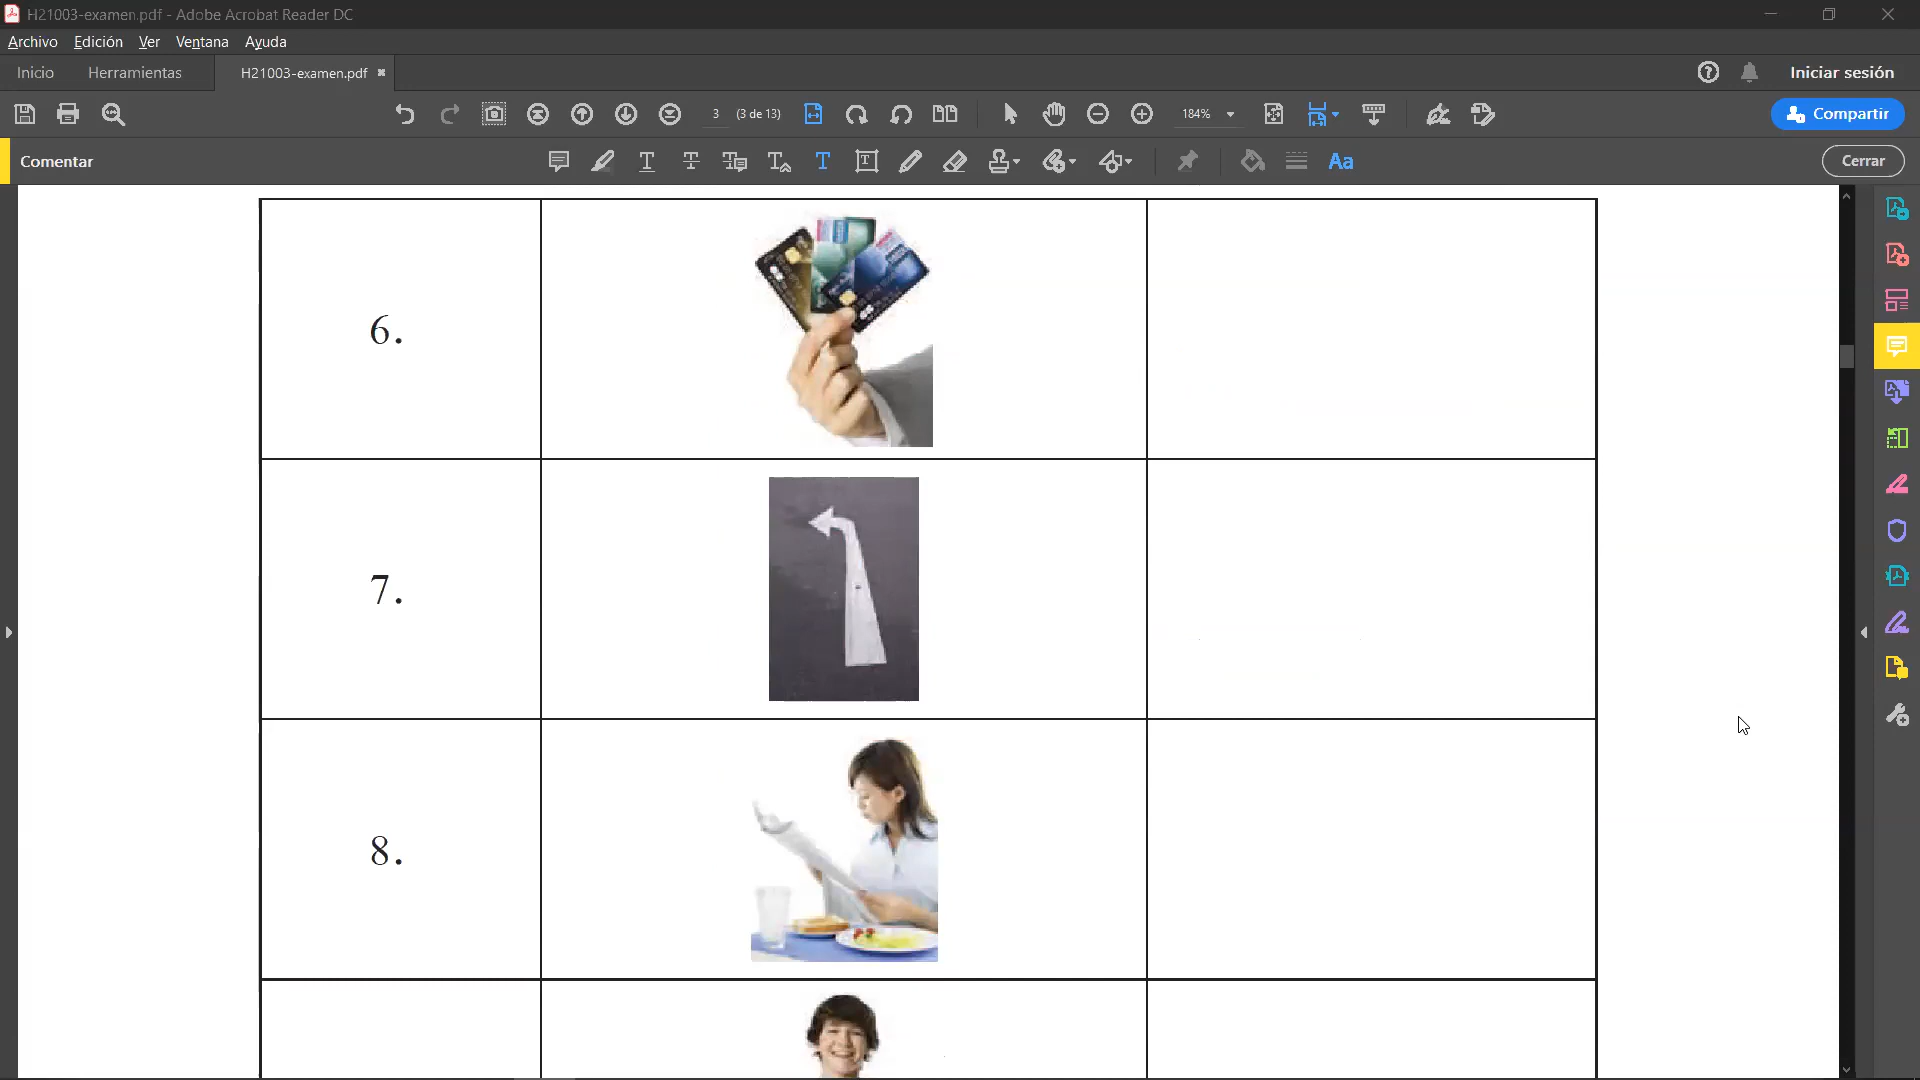 H21003-examen.pdf - Adobe Acrobat Reader DC
Archivo Edición Ver Ventana Ayuda
Inicio Herramientas H21003-examen.pdf Iniciar sesión
3 (3 de 13) 184% Compartir
Comentar Aa Cerrar
6.
7.
8.